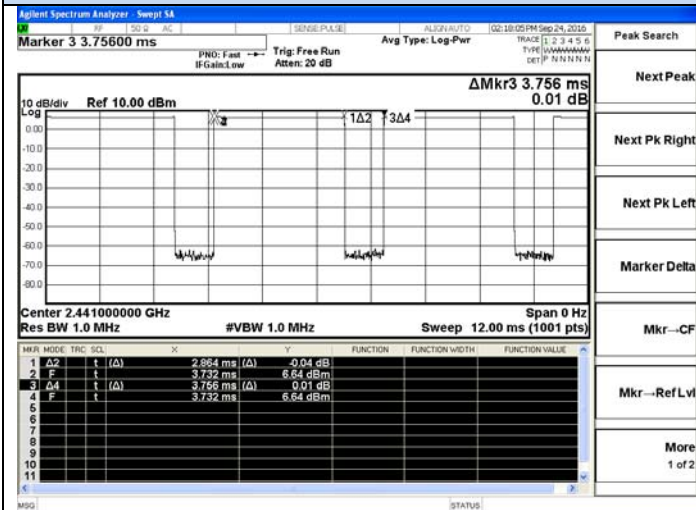 Agilent Spectrum Analyzer - Swept SA
RF 50 Ω AC SENSE:PULSE ALIGN AUTO 02:18:05 PM Sep 24, 2016
Marker 3 3.75600 ms
PNO: Fast
IFGain:Low
Trig: Free Run
Atten: 20 dB
Avg Type: Log-Pwr
TRACE 1 2 3 4 5 6
TYPE WWWWWW
DET P N N N N N
Peak Search
Next Peak
Next Pk Right
Next Pk Left
Marker Delta
Mkr→CF
Mkr→Ref Lvl
More
1 of 2
ΔMkr3 3.756 ms
0.01 dB
10 dB/div Ref 10.00 dBm
Log
0.00
-10.0
-20.0
-30.0
-40.0
-50.0
-60.0
-70.0
-80.0
1Δ2 3Δ4
Center 2.441000000 GHz Span 0 Hz
Res BW 1.0 MHz #VBW 1.0 MHz Sweep 12.00 ms (1001 pts)
MKR MODE TRC SCL X Y FUNCTION FUNCTION WIDTH FUNCTION VALUE
1 Δ2 t (Δ) 2.864 ms (Δ) -0.04 dB
2 F t 3.732 ms 6.64 dBm
3 Δ4 t (Δ) 3.756 ms (Δ) 0.01 dB
4 F t 3.732 ms 6.64 dBm
5
6
7
8
9
10
11
MSG STATUS